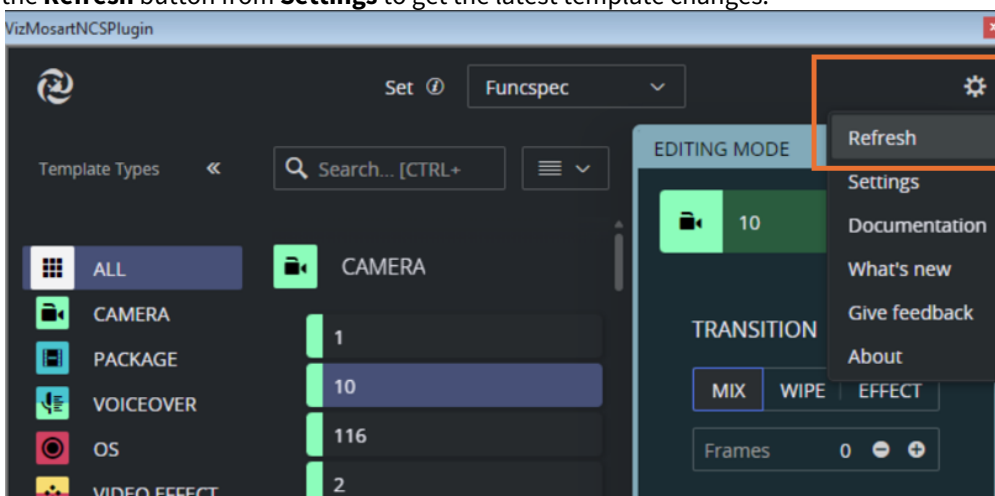 the Refresh button from Settings to get the latest template changes.
VizMosartNCSPlugin
Set
Funcspec
Template Types
Search... [CTRL+
ALL
CAMERA
PACKAGE
VOICEOVER
OS
VIDEO EFFECT
CAMERA
1
10
116
2
EDITING MODE
10
TRANSITION
MIX
WIPE
EFFECT
Frames
0
Refresh
Settings
Documentation
What's new
Give feedback
About